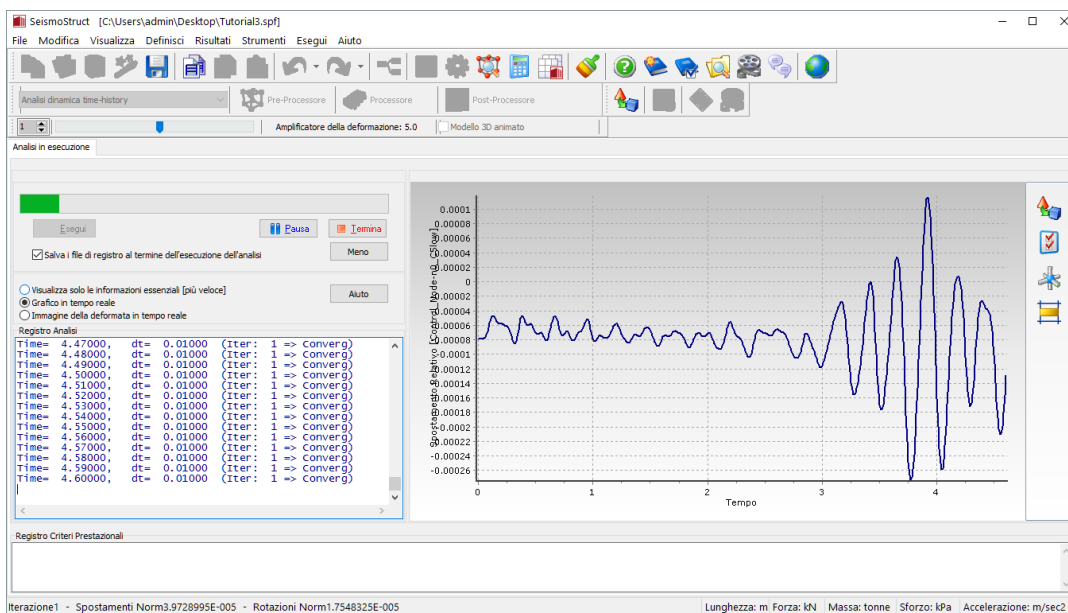 SeismoStruct [C:\Users\admin\Desktop\Tutorial3.spf]
File Modifica Visualizza Definisci Risultati Strumenti Esegui Aiuto
Analisi dinamica time-history
Pre-Processore
Processore
Post-Processore
1
Amplificatore della deformazione: 5.0
Modello 3D animato
Analisi in esecuzione
Esegui
Pausa
Termina
Salva i file di registro al termine dell'esecuzione dell'analisi
Meno
Visualizza solo le informazioni essenziali [più veloce]
Grafico in tempo reale
Immagine della deformata in tempo reale
Aiuto
Registro Analisi
Time= 4.47000, dt= 0.01000 (Iter: 1 => Converg)
Time= 4.48000, dt= 0.01000 (Iter: 1 => Converg)
Time= 4.49000, dt= 0.01000 (Iter: 1 => Converg)
Time= 4.50000, dt= 0.01000 (Iter: 1 => Converg)
Time= 4.51000, dt= 0.01000 (Iter: 1 => Converg)
Time= 4.52000, dt= 0.01000 (Iter: 1 => Converg)
Time= 4.53000, dt= 0.01000 (Iter: 1 => Converg)
Time= 4.54000, dt= 0.01000 (Iter: 1 => Converg)
Time= 4.55000, dt= 0.01000 (Iter: 1 => Converg)
Time= 4.56000, dt= 0.01000 (Iter: 1 => Converg)
Time= 4.57000, dt= 0.01000 (Iter: 1 => Converg)
Time= 4.58000, dt= 0.01000 (Iter: 1 => Converg)
Time= 4.59000, dt= 0.01000 (Iter: 1 => Converg)
Time= 4.60000, dt= 0.01000 (Iter: 1 => Converg)
Spostamento Relativo
0.0001
0.00008
0.00006
0.00004
0.00002
0
-0.00002
-0.00004
-0.00006
-0.00008
-0.0001
-0.00012
-0.00014
-0.00016
-0.00018
-0.0002
-0.00022
-0.00024
-0.00026
0 1 2 3 4
Tempo
Registro Criteri Prestazionali
Iterazione1 - Spostamenti Norm3.9728995E-005 - Rotazioni Norm1.7548325E-005
Lunghezza: m Forza: kN Massa: tonne Sforzo: kPa Accelerazione: m/sec2